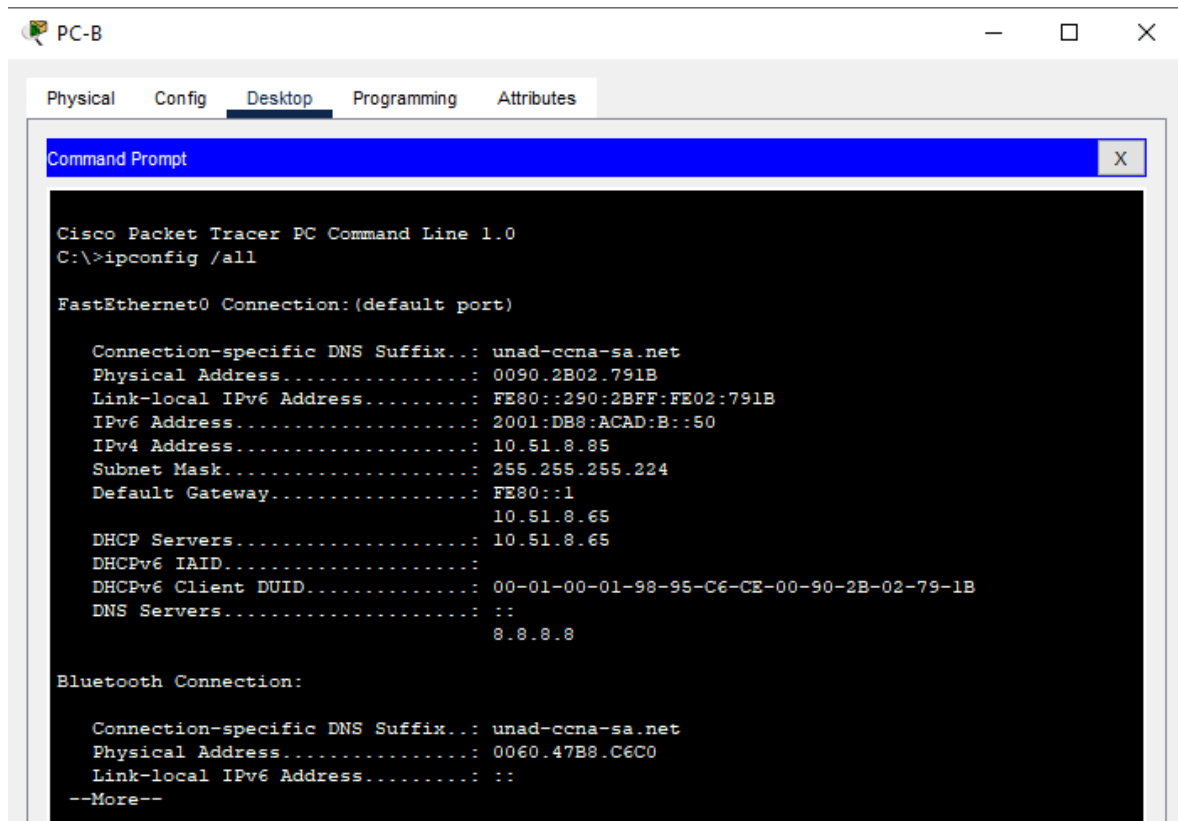 PC-B
Physical Config Desktop Programming Attributes
Command Prompt
X
Cisco Packet Tracer PC Command Line 1.0
C:\>ipconfig /all
FastEthernet0 Connection:(default port)
Connection-specific DNS Suffix..: unad-ccna-sa.net
Physical Address................: 0090.2B02.791B
Link-local IPv6 Address.........: FE80::290:2BFF:FE02:791B
IPv6 Address....................: 2001:DB8:ACAD:B::50
IPv4 Address....................: 10.51.8.85
Subnet Mask.....................: 255.255.255.224
Default Gateway.................: FE80::1
10.51.8.65
DHCP Servers....................: 10.51.8.65
DHCPv6 IAID.....................:
DHCPv6 Client DUID..............: 00-01-00-01-98-95-C6-CE-00-90-2B-02-79-1B
DNS Servers.....................: ::
8.8.8.8
Bluetooth Connection:
Connection-specific DNS Suffix..: unad-ccna-sa.net
Physical Address................: 0060.47B8.C6C0
Link-local IPv6 Address.........: ::
--More--